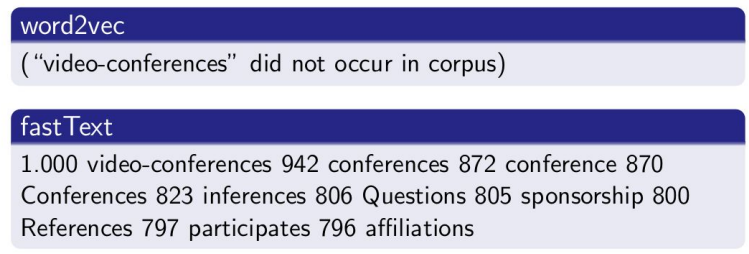 word2vec
(“video-conferences” did not occur in corpus)
fastText
1.000 video-conferences 942 conferences 872 conference 870
Conferences 823 inferences 806 Questions 805 sponsorship 800
References 797 participates 796 affiliations